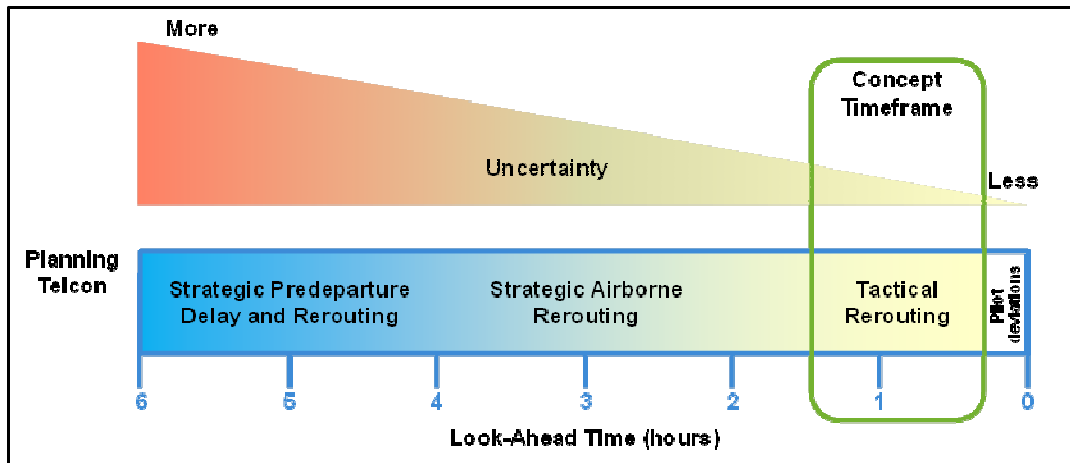 More
Concept
Timeframe
Uncertainty
Less
Planning
Telcon
Strategic Predeparture
Delay and Rerouting
Strategic Airborne
Rerouting
Tactical
Rerouting
Pilot
deviations
6 5 4 3 2 1 0
Look-Ahead Time (hours)